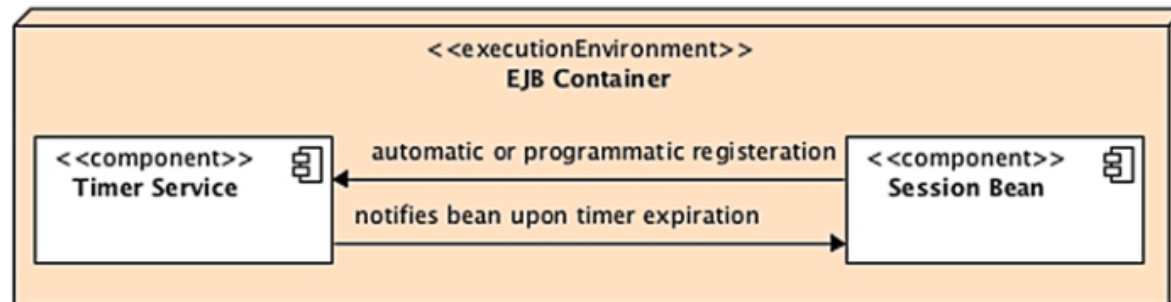 <<executionEnvironment>>
EJB Container
<<component>>
Timer Service
automatic or programmatic registeration
notifies bean upon timer expiration
<<component>>
Session Bean